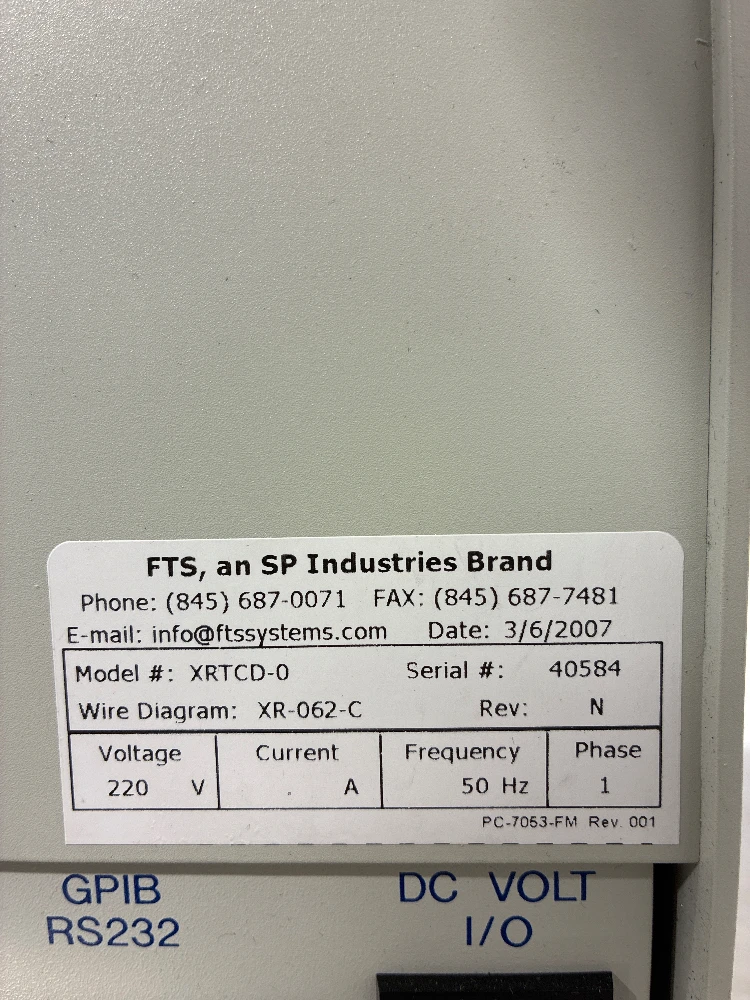 FTS, an SP Industries Brand
Phone: (845) 687-0071 FAX: (845) 687-7481
E-mail: info@ftssystems.com Date: 3/6/2007
Model #: XRTCD-0 Serial #: 40584
Wire Diagram: XR-062-C Rev: N
Voltage Current Frequency Phase
220 V . A 50 Hz 1
PC-7053-FM Rev. 001
GPIB DC VOLT
RS232 I/O